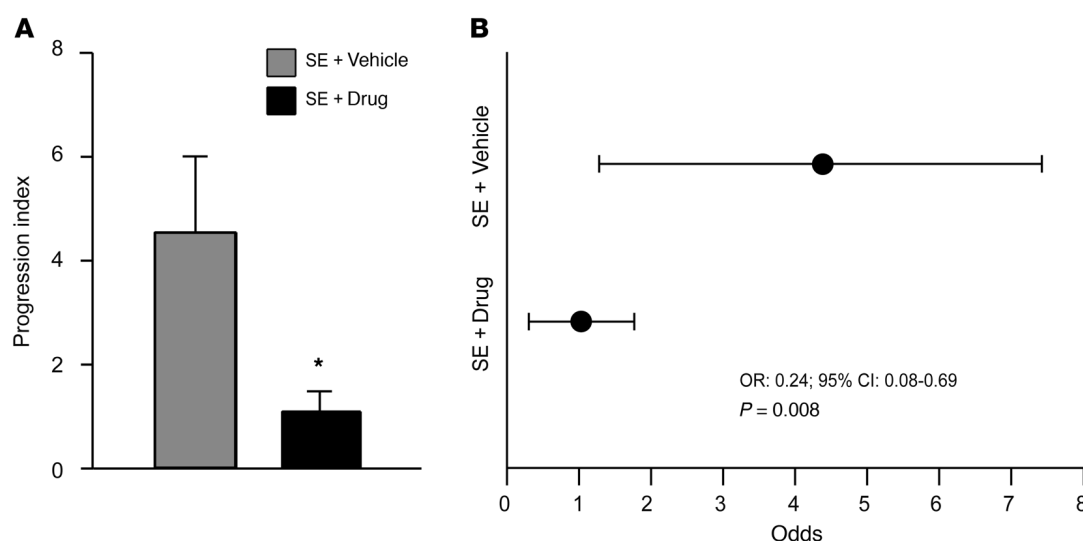 A
8
6
4
2
0
Progression index
SE + Vehicle
SE + Drug
*
B
SE + Vehicle
SE + Drug
OR: 0.24; 95% CI: 0.08-0.69
P = 0.008
0 1 2 3 4 5 6 7 8
Odds